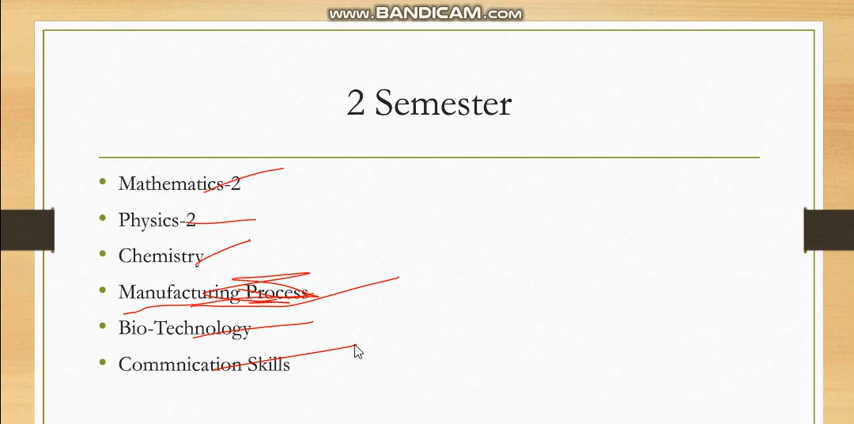 www.BANDICAM.com
2 Semester
Mathematics-2
Physics-2
Chemistry
Manufacturing Process
Bio-Technology
Commnication Skills